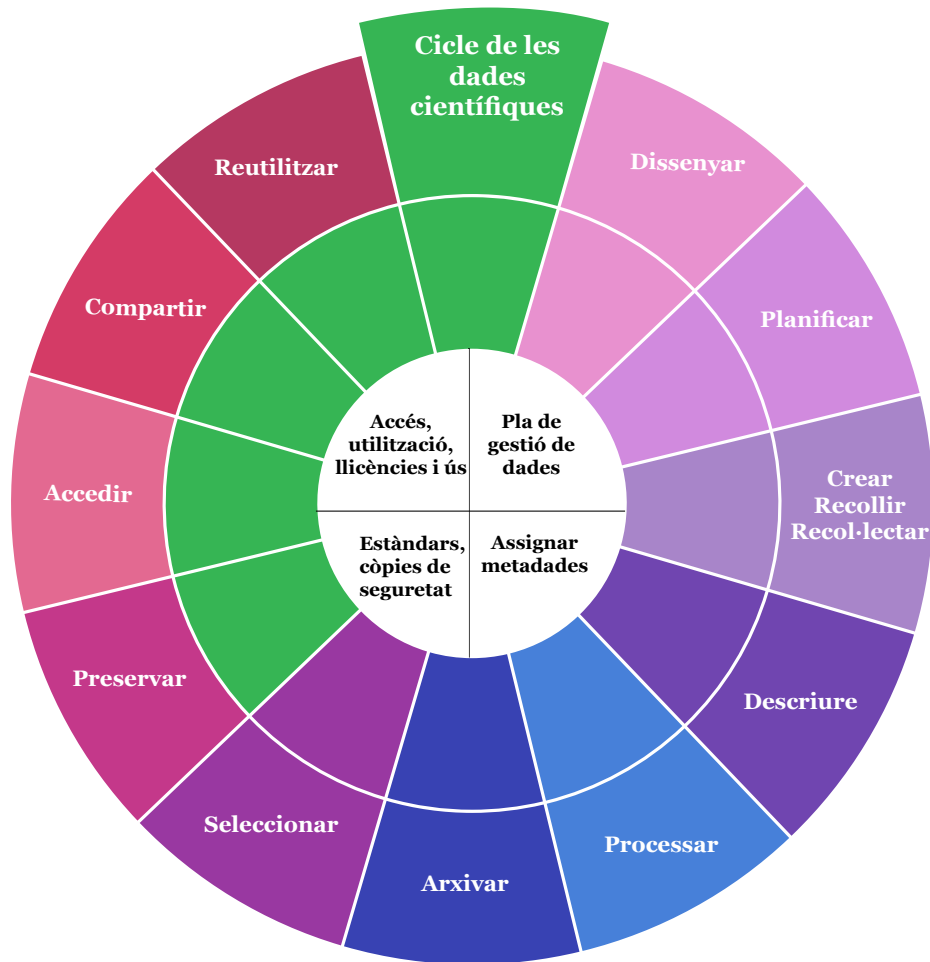 Cicle de les
dades
científiques
Dissenyar
Planificar
Crear
Recollir
Recol·lectar
Descriure
Processar
Arxivar
Seleccionar
Preservar
Accedir
Compartir
Reutilitzar
Accés,
utilització,
llicències i ús
Pla de
gestió de
dades
Estàndars,
còpies de
seguretat
Assignar
metadades